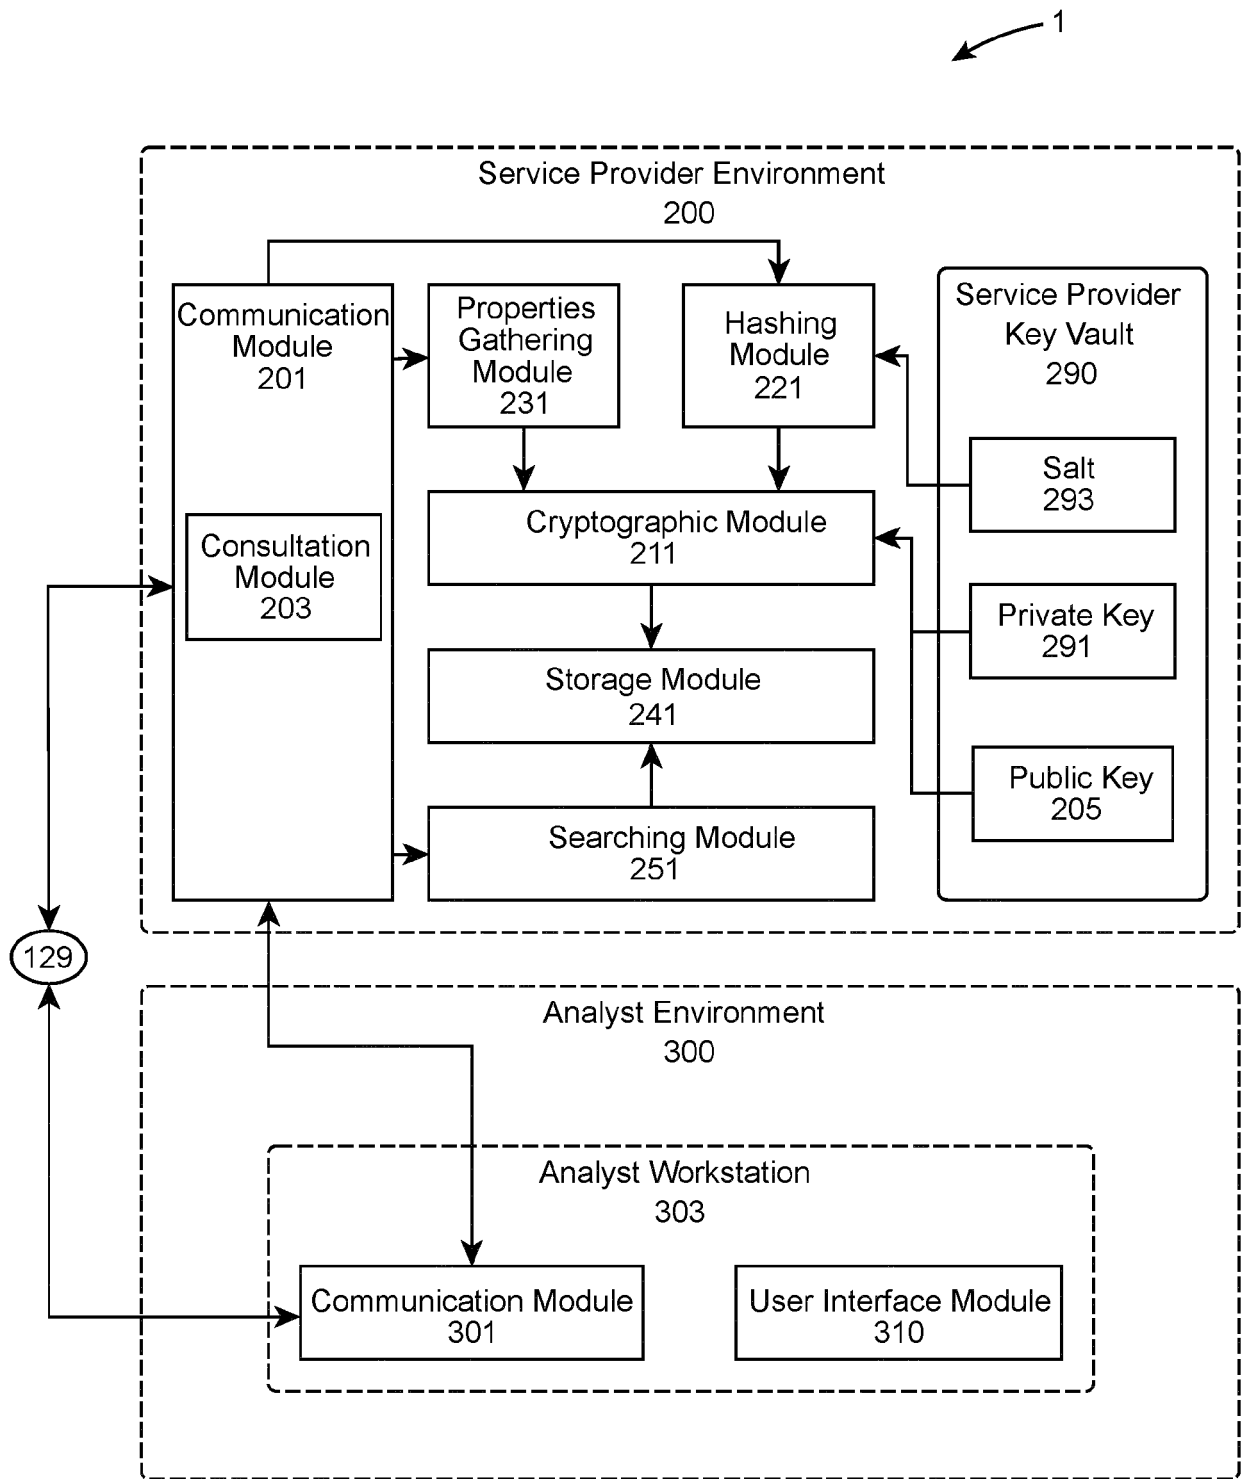 1
Service Provider Environment
200
Communication
Module
201
Properties
Gathering
Module
231
Hashing
Module
221
Service Provider
Key Vault
290
Salt
293
Cryptographic Module
211
Consultation
Module
203
Private Key
291
Storage Module
241
Public Key
205
Searching Module
251
129
Analyst Environment
300
Analyst Workstation
303
Communication Module
301
User Interface Module
310